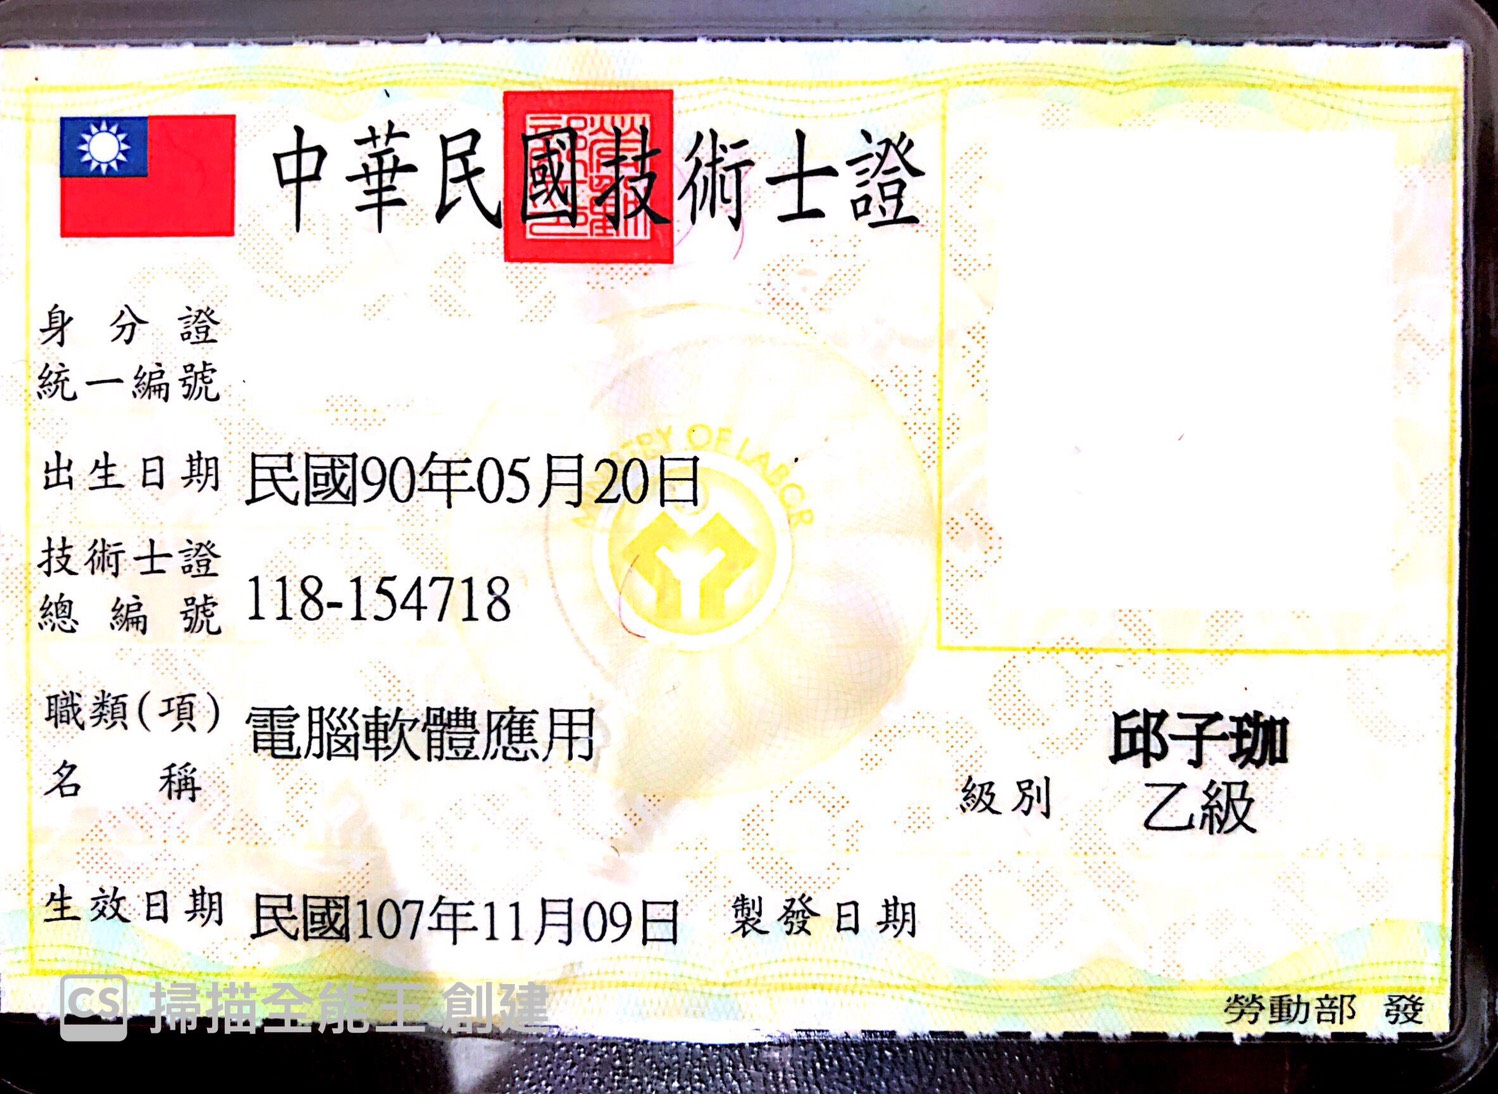 中華民國技術士證
身分證
統一編號
出生日期 民國90年05月20日
MINISTRY OF LABOR
技術士證
總編號 118-154718
職類(項)
名稱 電腦軟體應用
邱子珈
級別 乙級
生效日期 民國107年11月09日 製發日期
勞動部 發
CS 掃描全能王 創建